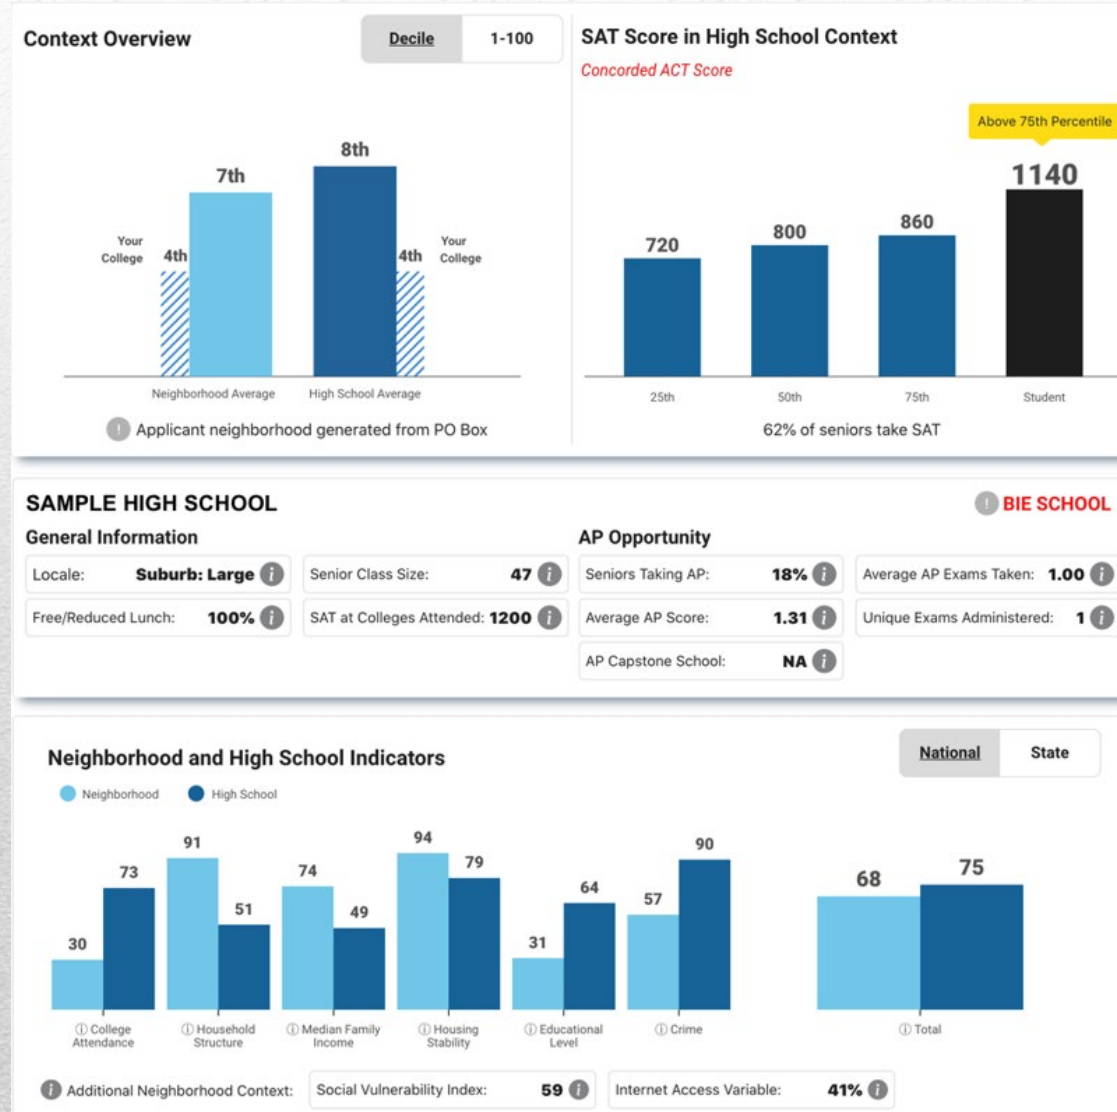 Context Overview
Decile
1-100
8th
7th
Your
College
4th
4th
Your
College
Neighborhood Average
High School Average
! Applicant neighborhood generated from PO Box
SAT Score in High School Context
Concorded ACT Score
Above 75th Percentile
1140
860
800
720
25th
50th
75th
Student
62% of seniors take SAT
SAMPLE HIGH SCHOOL
! BIE SCHOOL
General Information
Locale: Suburb: Large i
Senior Class Size: 47 i
Free/Reduced Lunch: 100% i
SAT at Colleges Attended: 1200 i
AP Opportunity
Seniors Taking AP: 18% i
Average AP Exams Taken: 1.00 i
Average AP Score: 1.31 i
Unique Exams Administered: 1 i
AP Capstone School: NA i
Neighborhood and High School Indicators
National
State
Neighborhood
High School
30
73
91
51
74
49
94
79
31
64
57
90
68
75
i College
Attendance
i Household
Structure
i Median Family
Income
i Housing
Stability
i Educational
Level
i Crime
i Total
i Additional Neighborhood Context:
Social Vulnerability Index: 59 i
Internet Access Variable: 41% i